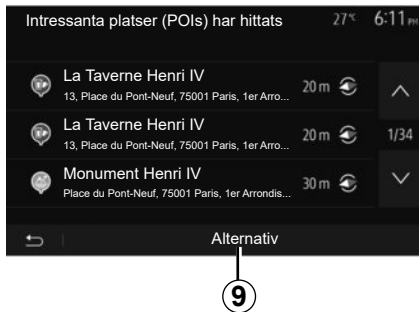 Intressanta platser (POIs) har hittats 27°C 6:11 PM
La Taverne Henri IV
13, Place du Pont-Neuf, 75001 Paris, 1er Arro... 20 m
La Taverne Henri IV
13, Place du Pont-Neuf, 75001 Paris, 1er Arro... 20 m
1/34
Monument Henri IV
Place du Pont-Neuf, 75001 Paris, 1er Arrondis... 30 m
Alternativ
9